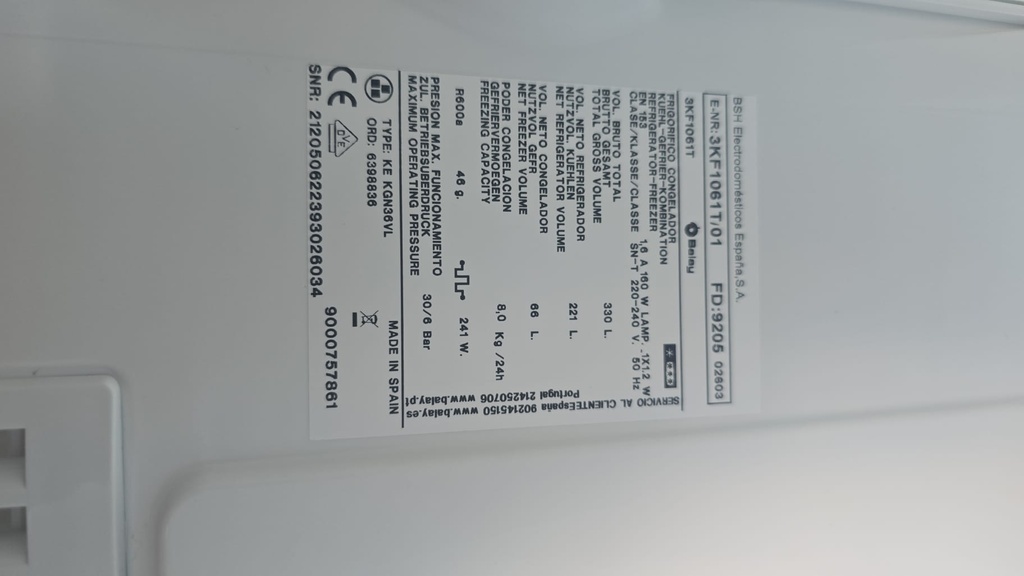 BSH Electrodomésticos España,S.A.
E-NR:3KF1061T/01 FD:9205 02603
3KF1061T Balay
FRIGORIFICO CONGELADOR
KUEHL-GEFRIER-KOMBINATION
REFRIGERATOR-FREEZER
EN 153 1,6 A 160 W LAMP. 1X1.2 W
CLASE/KLASSE/CLASSE SN-T 220-240 V. 50 Hz
VOL BRUTO TOTAL
BRUTTO GESAMT
TOTAL GROSS VOLUME 330 L.
VOL. NETO REFRIGERADOR
NUTZVOL. KUEHLEN
NET REFRIGERATOR VOLUME 221 L.
VOL. NETO CONGELADOR
NUTZVOL GEFR
NET FREEZER VOLUME 66 L.
PODER CONGELACION
GEFRIERVERMOEGEN
FREEZING CAPACITY 8,0 Kg /24h
R600a 46 g. 241 W.
PRESION MAX. FUNCIONAMIENTO
ZUL. BETRIEBSUBERDRUCK
MAXIMUM OPERATING PRESSURE 30/6 Bar
SERVICIO AL CLIENTE España 902145150 www.balay.es
Portugal 214250706 www.balay.pt
MADE IN SPAIN
TYPE: KE KGN36VL
ORD: 6398836
CE DVE
SNR: 212050622393026034 9000757861